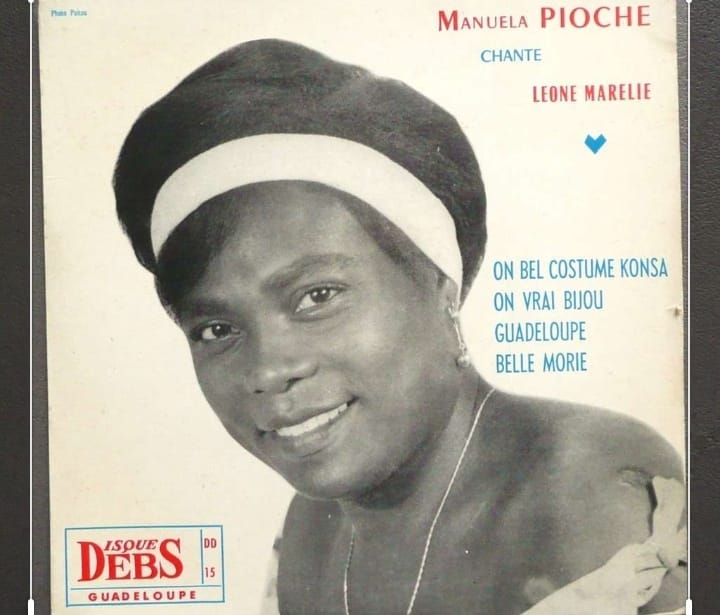 Photo Poirau
MANUELA PIOCHE
CHANTE
LEONE MARELIE
ON BEL COSTUME KONSA
ON VRAI BIJOU
GUADELOUPE
BELLE MORIE
DISQUE DEBS
DD
15
GUADELOUPE